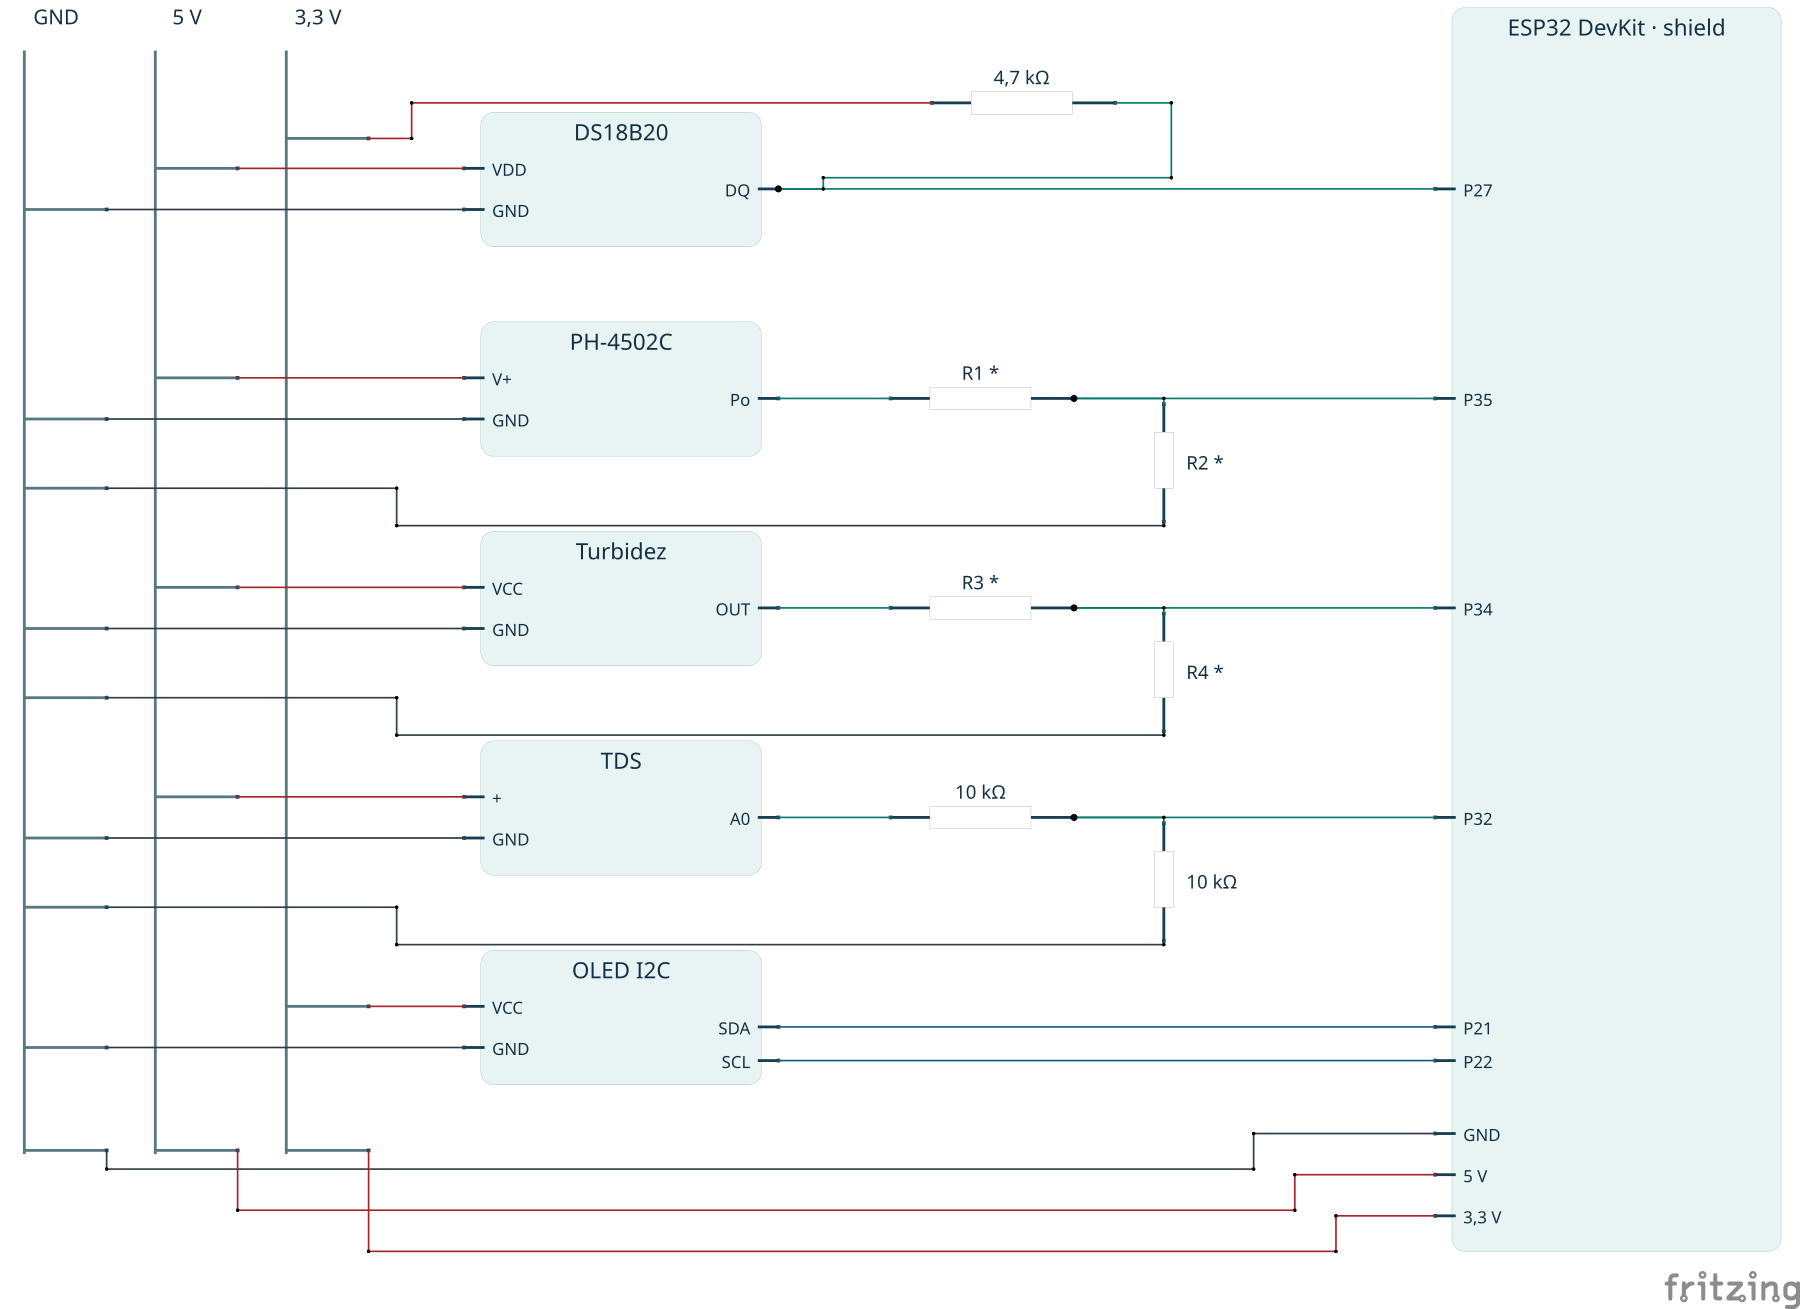 GND 5 V 3,3 V
ESP32 DevKit · shield
4,7 kΩ
DS18B20
VDD
DQ
GND
P27
PH-4502C
V+
Po
GND
R1 *
P35
R2 *
Turbidez
VCC
OUT
GND
R3 *
P34
R4 *
TDS
+
A0
GND
10 kΩ
P32
10 kΩ
OLED I2C
VCC
SDA
GND
SCL
P21
P22
GND
5 V
3,3 V
fritzing